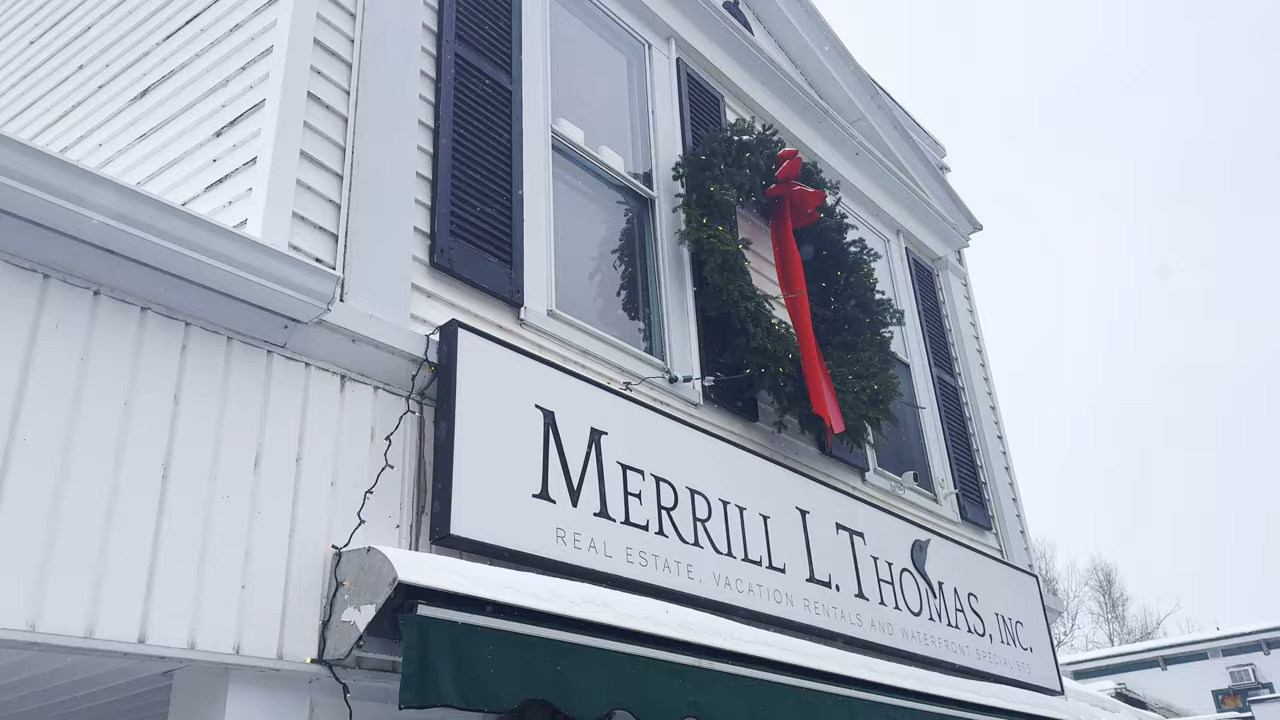 MERRILL L. THOMAS, INC.
REAL ESTATE, VACATION RENTALS AND WATERFRONT SPECIALISTS